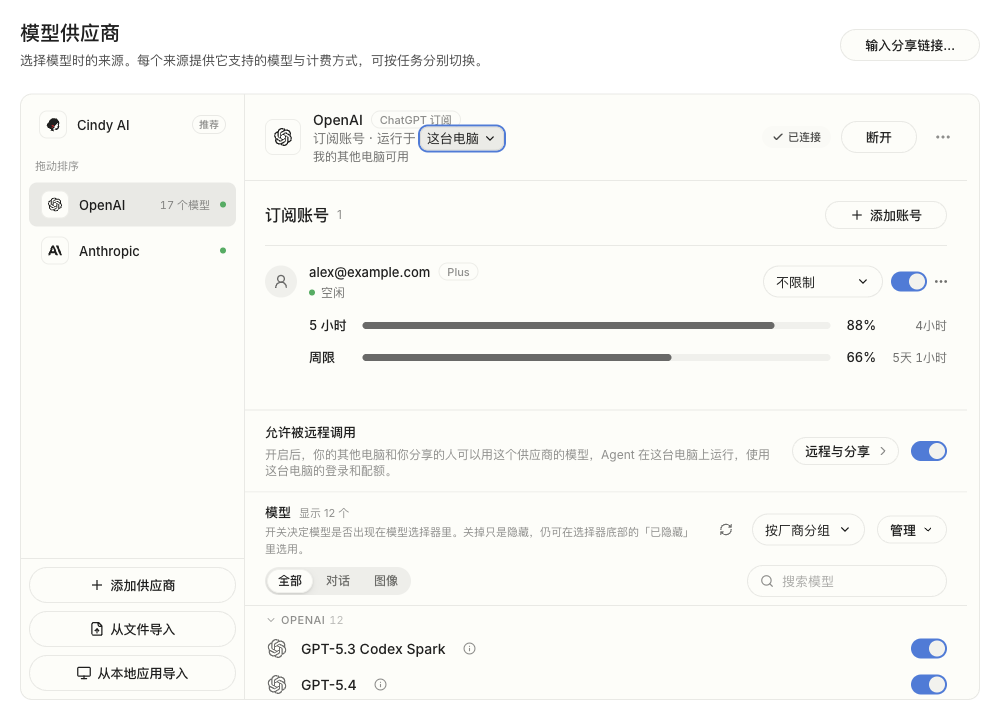 模型供应商
选择模型时的来源。每个来源提供它支持的模型与计费方式，可按任务分别切换。
输入分享链接...
Cindy AI
推荐
拖动排序
OpenAI
17 个模型
Anthropic
添加供应商
从文件导入
从本地应用导入
OpenAI
ChatGPT 订阅
订阅账号 · 运行于
这台电脑
我的其他电脑可用
已连接
断开
订阅账号 1
添加账号
alex@example.com
Plus
空闲
不限制
5 小时
88%
4小时
周限
66%
5天 1小时
允许被远程调用
开启后，你的其他电脑和你分享的人可以用这个供应商的模型，Agent 在这台电脑上运行，使用
这台电脑的登录和配额。
远程与分享
模型 显示 12 个
开关决定模型是否出现在模型选择器里。关掉只是隐藏，仍可在选择器底部的「已隐藏」
里选用。
按厂商分组
管理
全部
对话
图像
搜索模型
OPENAI 12
GPT-5.3 Codex Spark
GPT-5.4